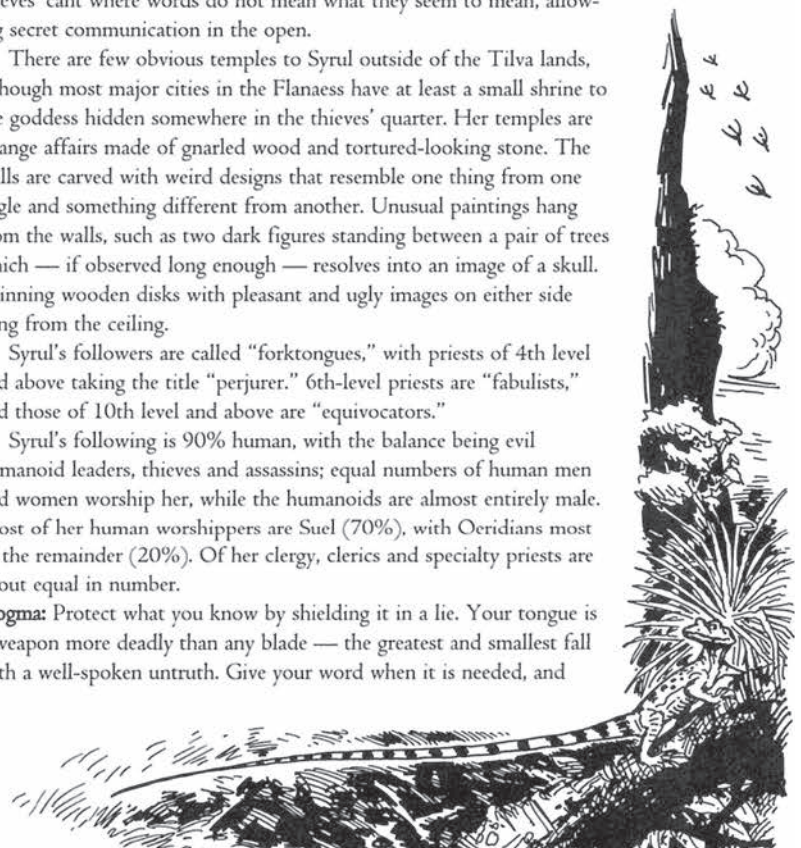 eves' cant where words do not mean what they seem to mean, allow-
g secret communication in the open.
There are few obvious temples to Syrul outside of the Tilva lands,
hough most major cities in the Flanaess have at least a small shrine to
e goddess hidden somewhere in the thieves' quarter. Her temples are
ange affairs made of gnarled wood and tortured-looking stone. The
lls are carved with weird designs that resemble one thing from one
gle and something different from another. Unusual paintings hang
om the walls, such as two dark figures standing between a pair of trees
hich — if observed long enough — resolves into an image of a skull.
inning wooden disks with pleasant and ugly images on either side
ng from the ceiling.
Syrul's followers are called "forktongues," with priests of 4th level
d above taking the title "perjurer." 6th-level priests are "fabulists,"
d those of 10th level and above are "equivocators."
Syrul's following is 90% human, with the balance being evil
manoid leaders, thieves and assassins; equal numbers of human men
d women worship her, while the humanoids are almost entirely male.
ost of her human worshippers are Suel (70%), with Oeridians most
the remainder (20%). Of her clergy, clerics and specialty priests are
out equal in number.
ogma: Protect what you know by shielding it in a lie. Your tongue is
weapon more deadly than any blade — the greatest and smallest fall
th a well-spoken untruth. Give your word when it is needed, and